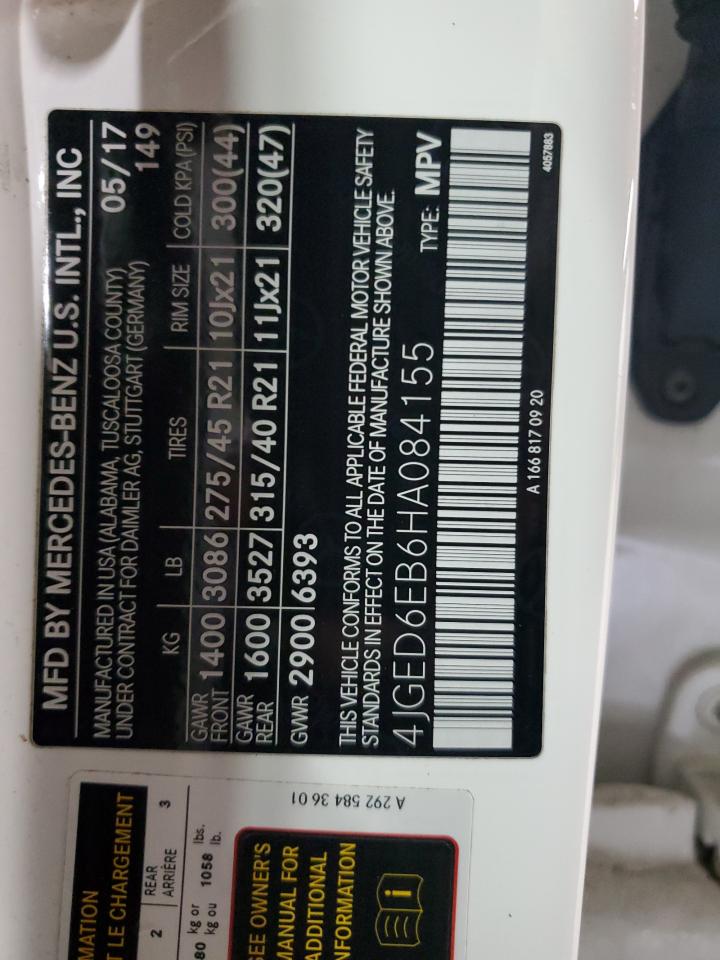 MFD BY MERCEDES-BENZ U.S. INTL., INC
MANUFACTURED IN USA (ALABAMA, TUSCALOOSA COUNTY) 05/17
UNDER CONTRACT FOR DAIMLER AG, STUTTGART (GERMANY) 149
KG LB TIRES RIM SIZE COLD KPA (PSI)
GAWR FRONT 1400 3086 275/45 R21 10Jx21 300(44)
GAWR REAR 1600 3527 315/40 R21 11Jx21 320(47)
GVWR 2900 6393
THIS VEHICLE CONFORMS TO ALL APPLICABLE FEDERAL MOTOR VEHICLE SAFETY
STANDARDS IN EFFECT ON THE DATE OF MANUFACTURE SHOWN ABOVE.
4JGED6EB6HA084155 TYPE: MPV
A 166 817 09 20
4057883
T LE CHARGEMENT
2 REAR ARRIÈRE 3
80 kg or 1058 lbs.
kg ou lb.
SEE OWNER'S
MANUAL FOR
ADDITIONAL
INFORMATION
A 292 584 36 01